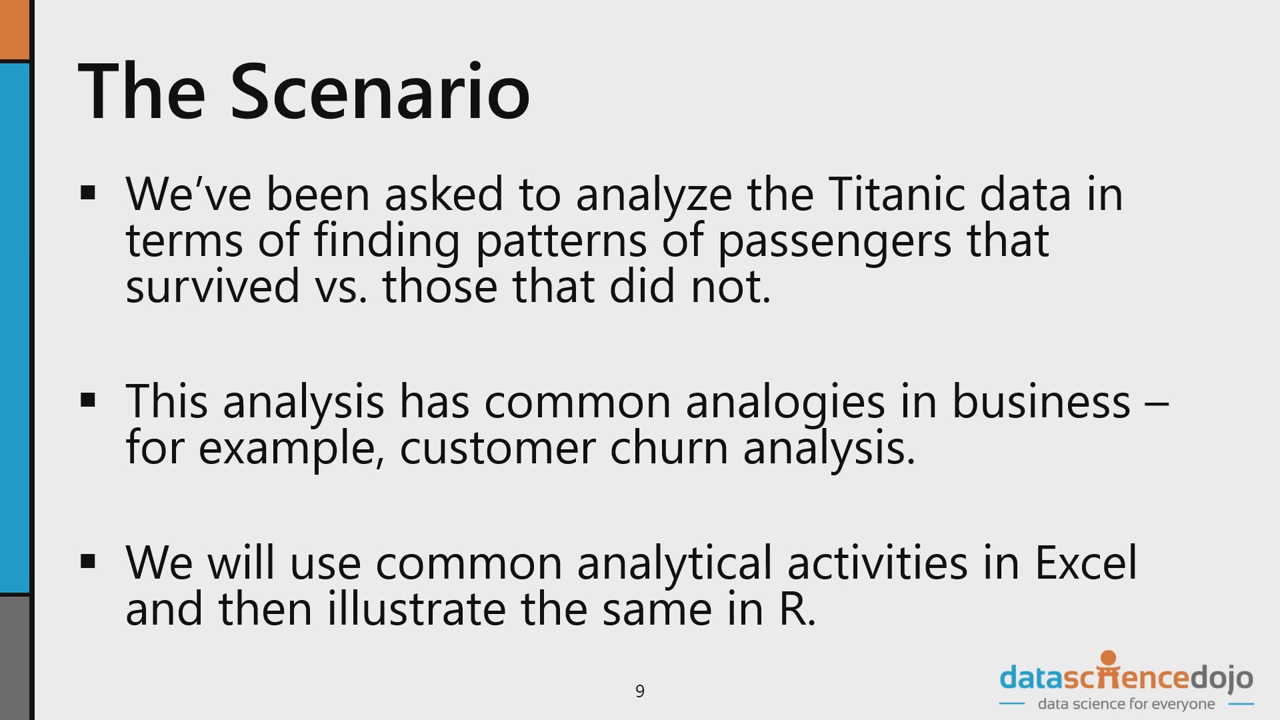 The Scenario
▪ We’ve been asked to analyze the Titanic data in
terms of finding patterns of passengers that
survived vs. those that did not.
▪ This analysis has common analogies in business –
for example, customer churn analysis.
▪ We will use common analytical activities in Excel
and then illustrate the same in R.
9
datasciencedojo
data science for everyone